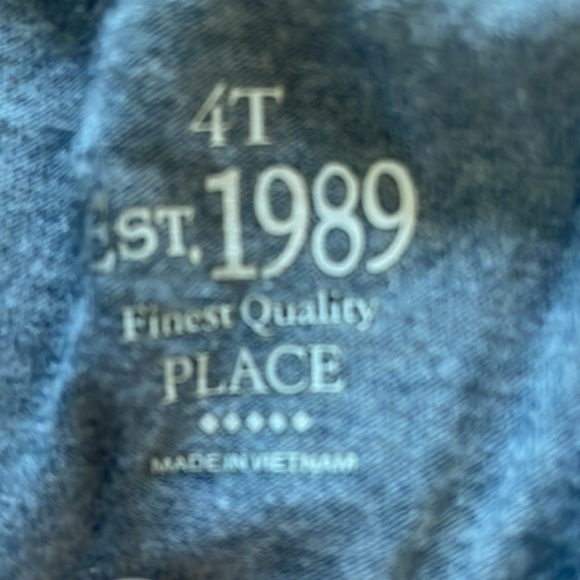 4T
EST. 1989
Finest Quality
PLACE
MADE IN VIETNAM